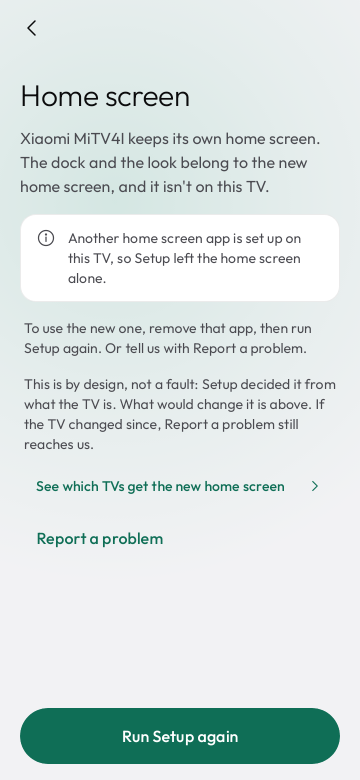 Home screen
Xiaomi MiTV4I keeps its own home screen.
The dock and the look belong to the new
home screen, and it isn't on this TV.
Another home screen app is set up on
this TV, so Setup left the home screen
alone.
To use the new one, remove that app, then run
Setup again. Or tell us with Report a problem.
This is by design, not a fault: Setup decided it from
what the TV is. What would change it is above. If
the TV changed since, Report a problem still
reaches us.
See which TVs get the new home screen
Report a problem
Run Setup again